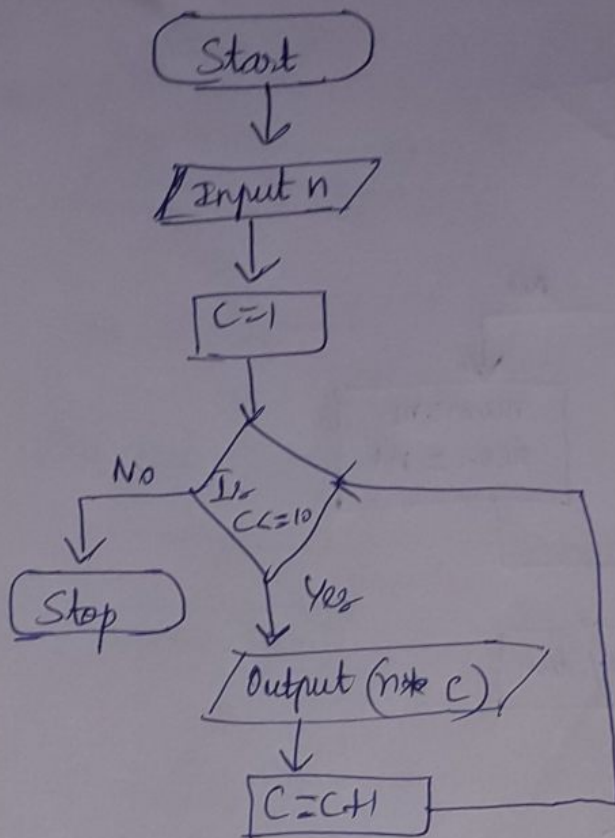 Start
Input n
C=1
No
Is
C<=10
Yes
Stop
Output (n* C)
C=C+1